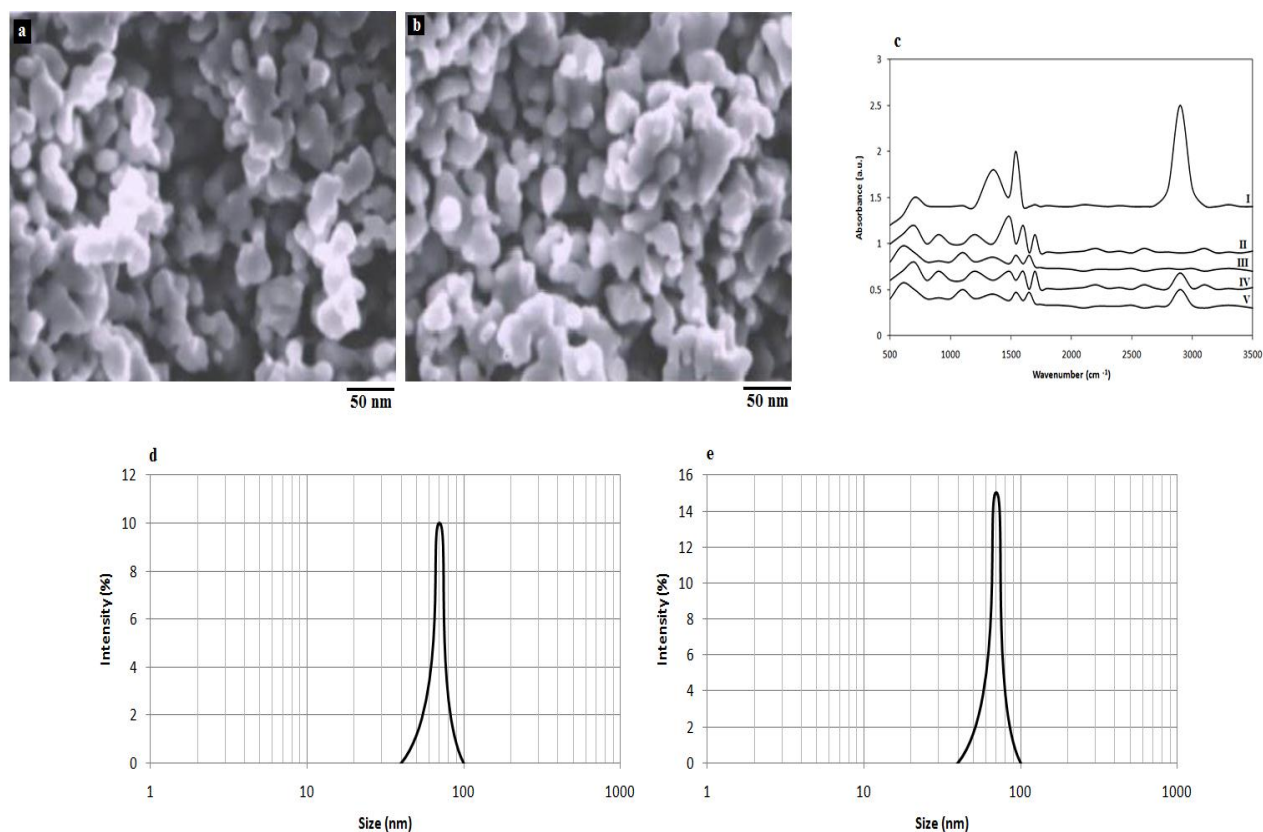 a
50 nm
b
50 nm
c
Absorbance (a.u.)
3
2.5
2
1.5
1
0.5
0
I
II
III
IV
V
500 1000 1500 2000 2500 3000 3500
Wavenumber (cm -1)
d
Intensity (%)
12
10
8
6
4
2
0
1 10 100 1000
Size (nm)
e
Intensity (%)
16
14
12
10
8
6
4
2
0
1 10 100 1000
Size (nm)